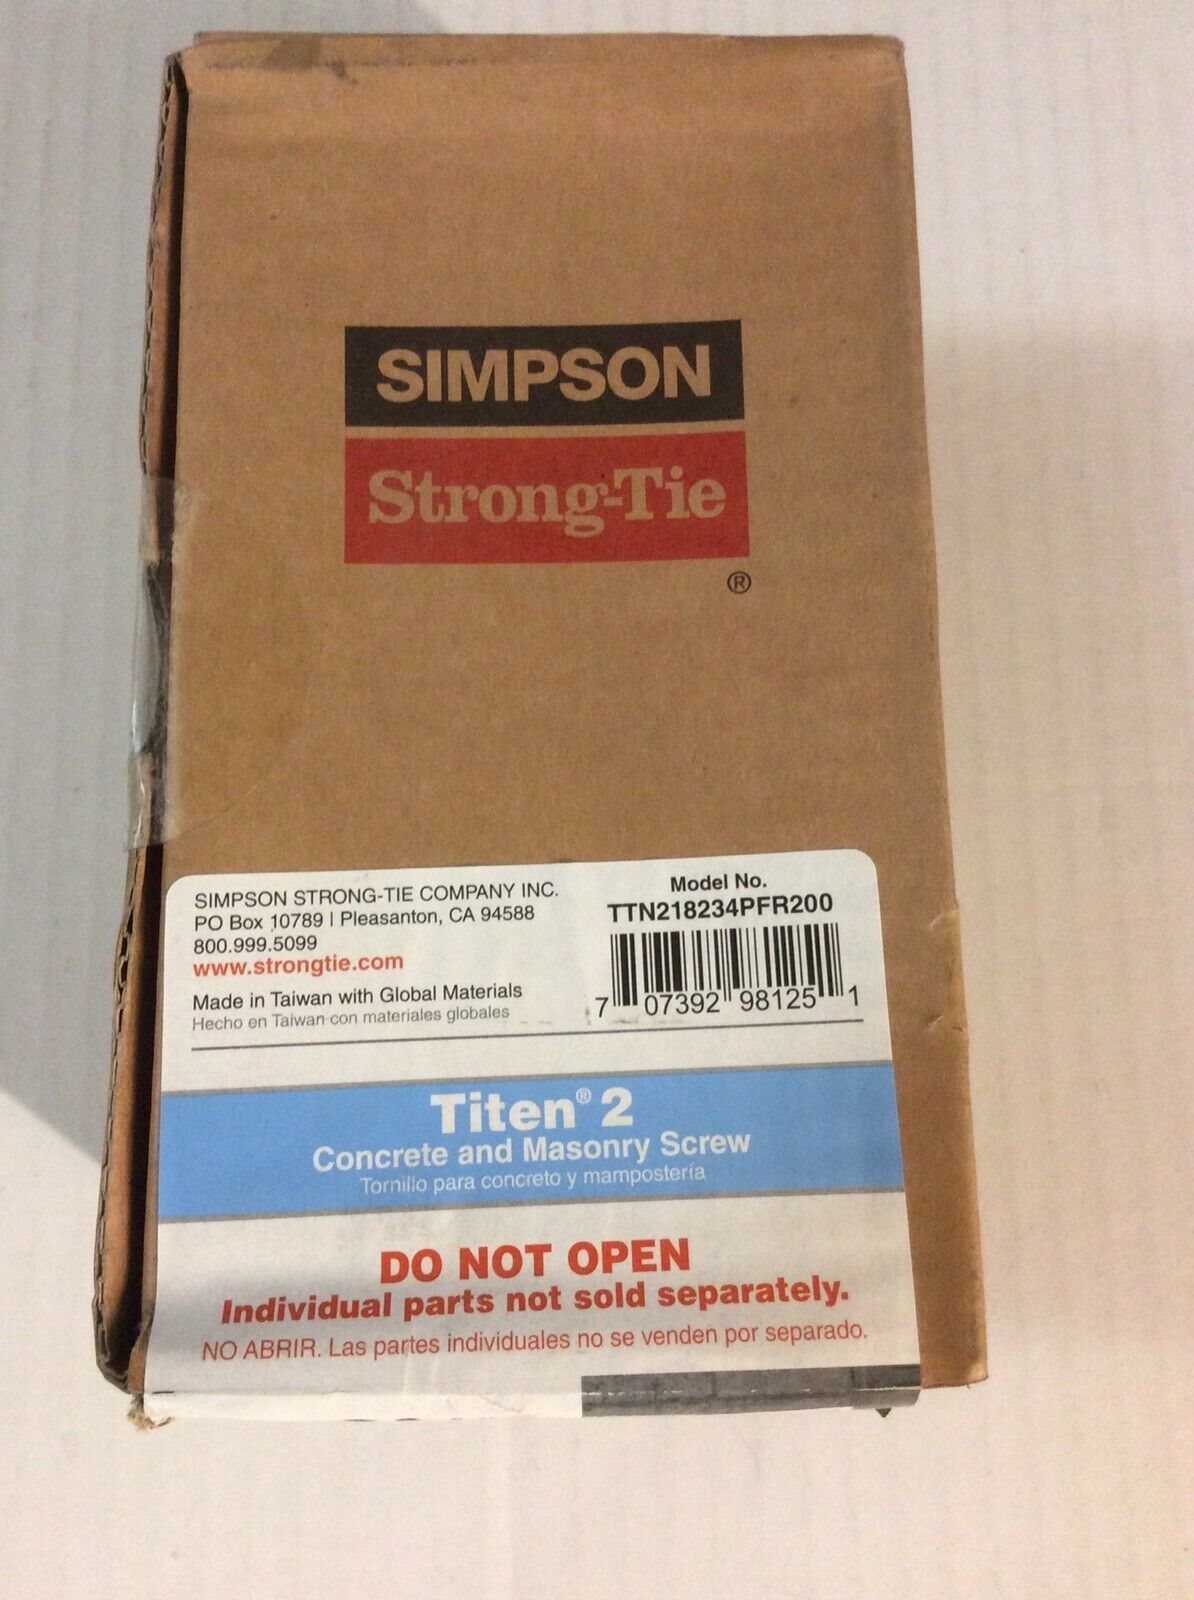 SIMPSON
Strong-Tie
®
SIMPSON STRONG-TIE COMPANY INC.
PO Box 10789 | Pleasanton, CA 94588
800.999.5099
www.strongtie.com
Made in Taiwan with Global Materials
Hecho en Taiwan con materiales globales
Model No.
TTN218234PFR200
7 07392 98125 1
Titen® 2
Concrete and Masonry Screw
Tornillo para concreto y mampostería
DO NOT OPEN
Individual parts not sold separately.
NO ABRIR. Las partes individuales no se venden por separado.